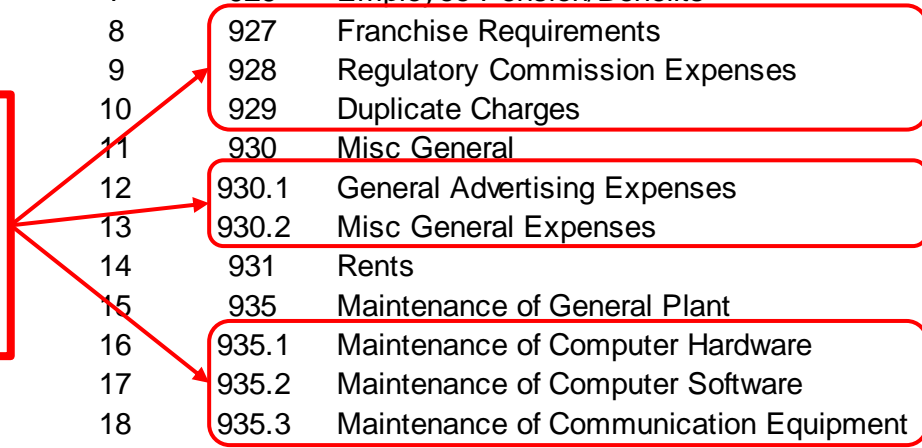 8 927 Franchise Requirements
9 928 Regulatory Commission Expenses
10 929 Duplicate Charges
11 930 Misc General
12 930.1 General Advertising Expenses
13 930.2 Misc General Expenses
14 931 Rents
15 935 Maintenance of General Plant
16 935.1 Maintenance of Computer Hardware
17 935.2 Maintenance of Computer Software
18 935.3 Maintenance of Communication Equipment